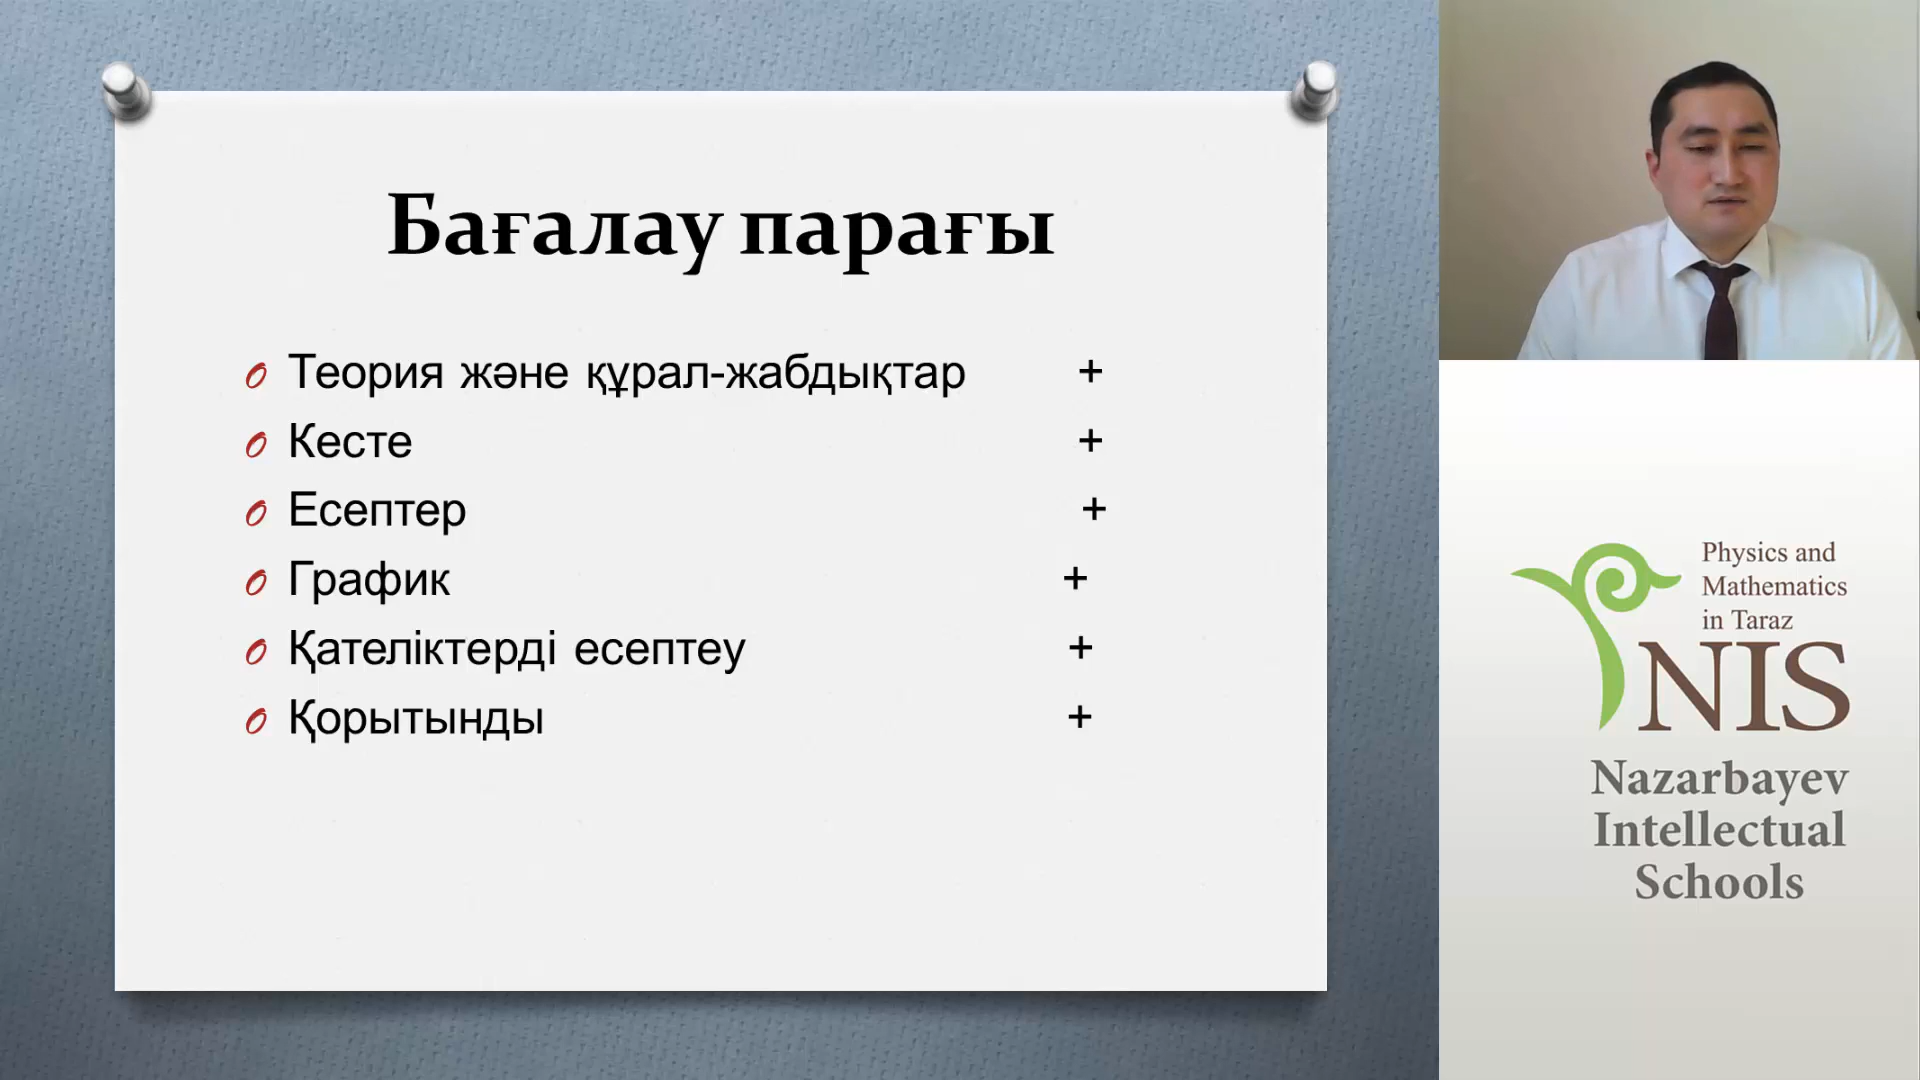 Бағалау парағы
Теория және құрал-жабдықтар +
Кесте +
Есептер +
График +
Қателіктерді есептеу +
Қорытынды +
Physics and
Mathematics
in Taraz
NIS
Nazarbayev
Intellectual
Schools